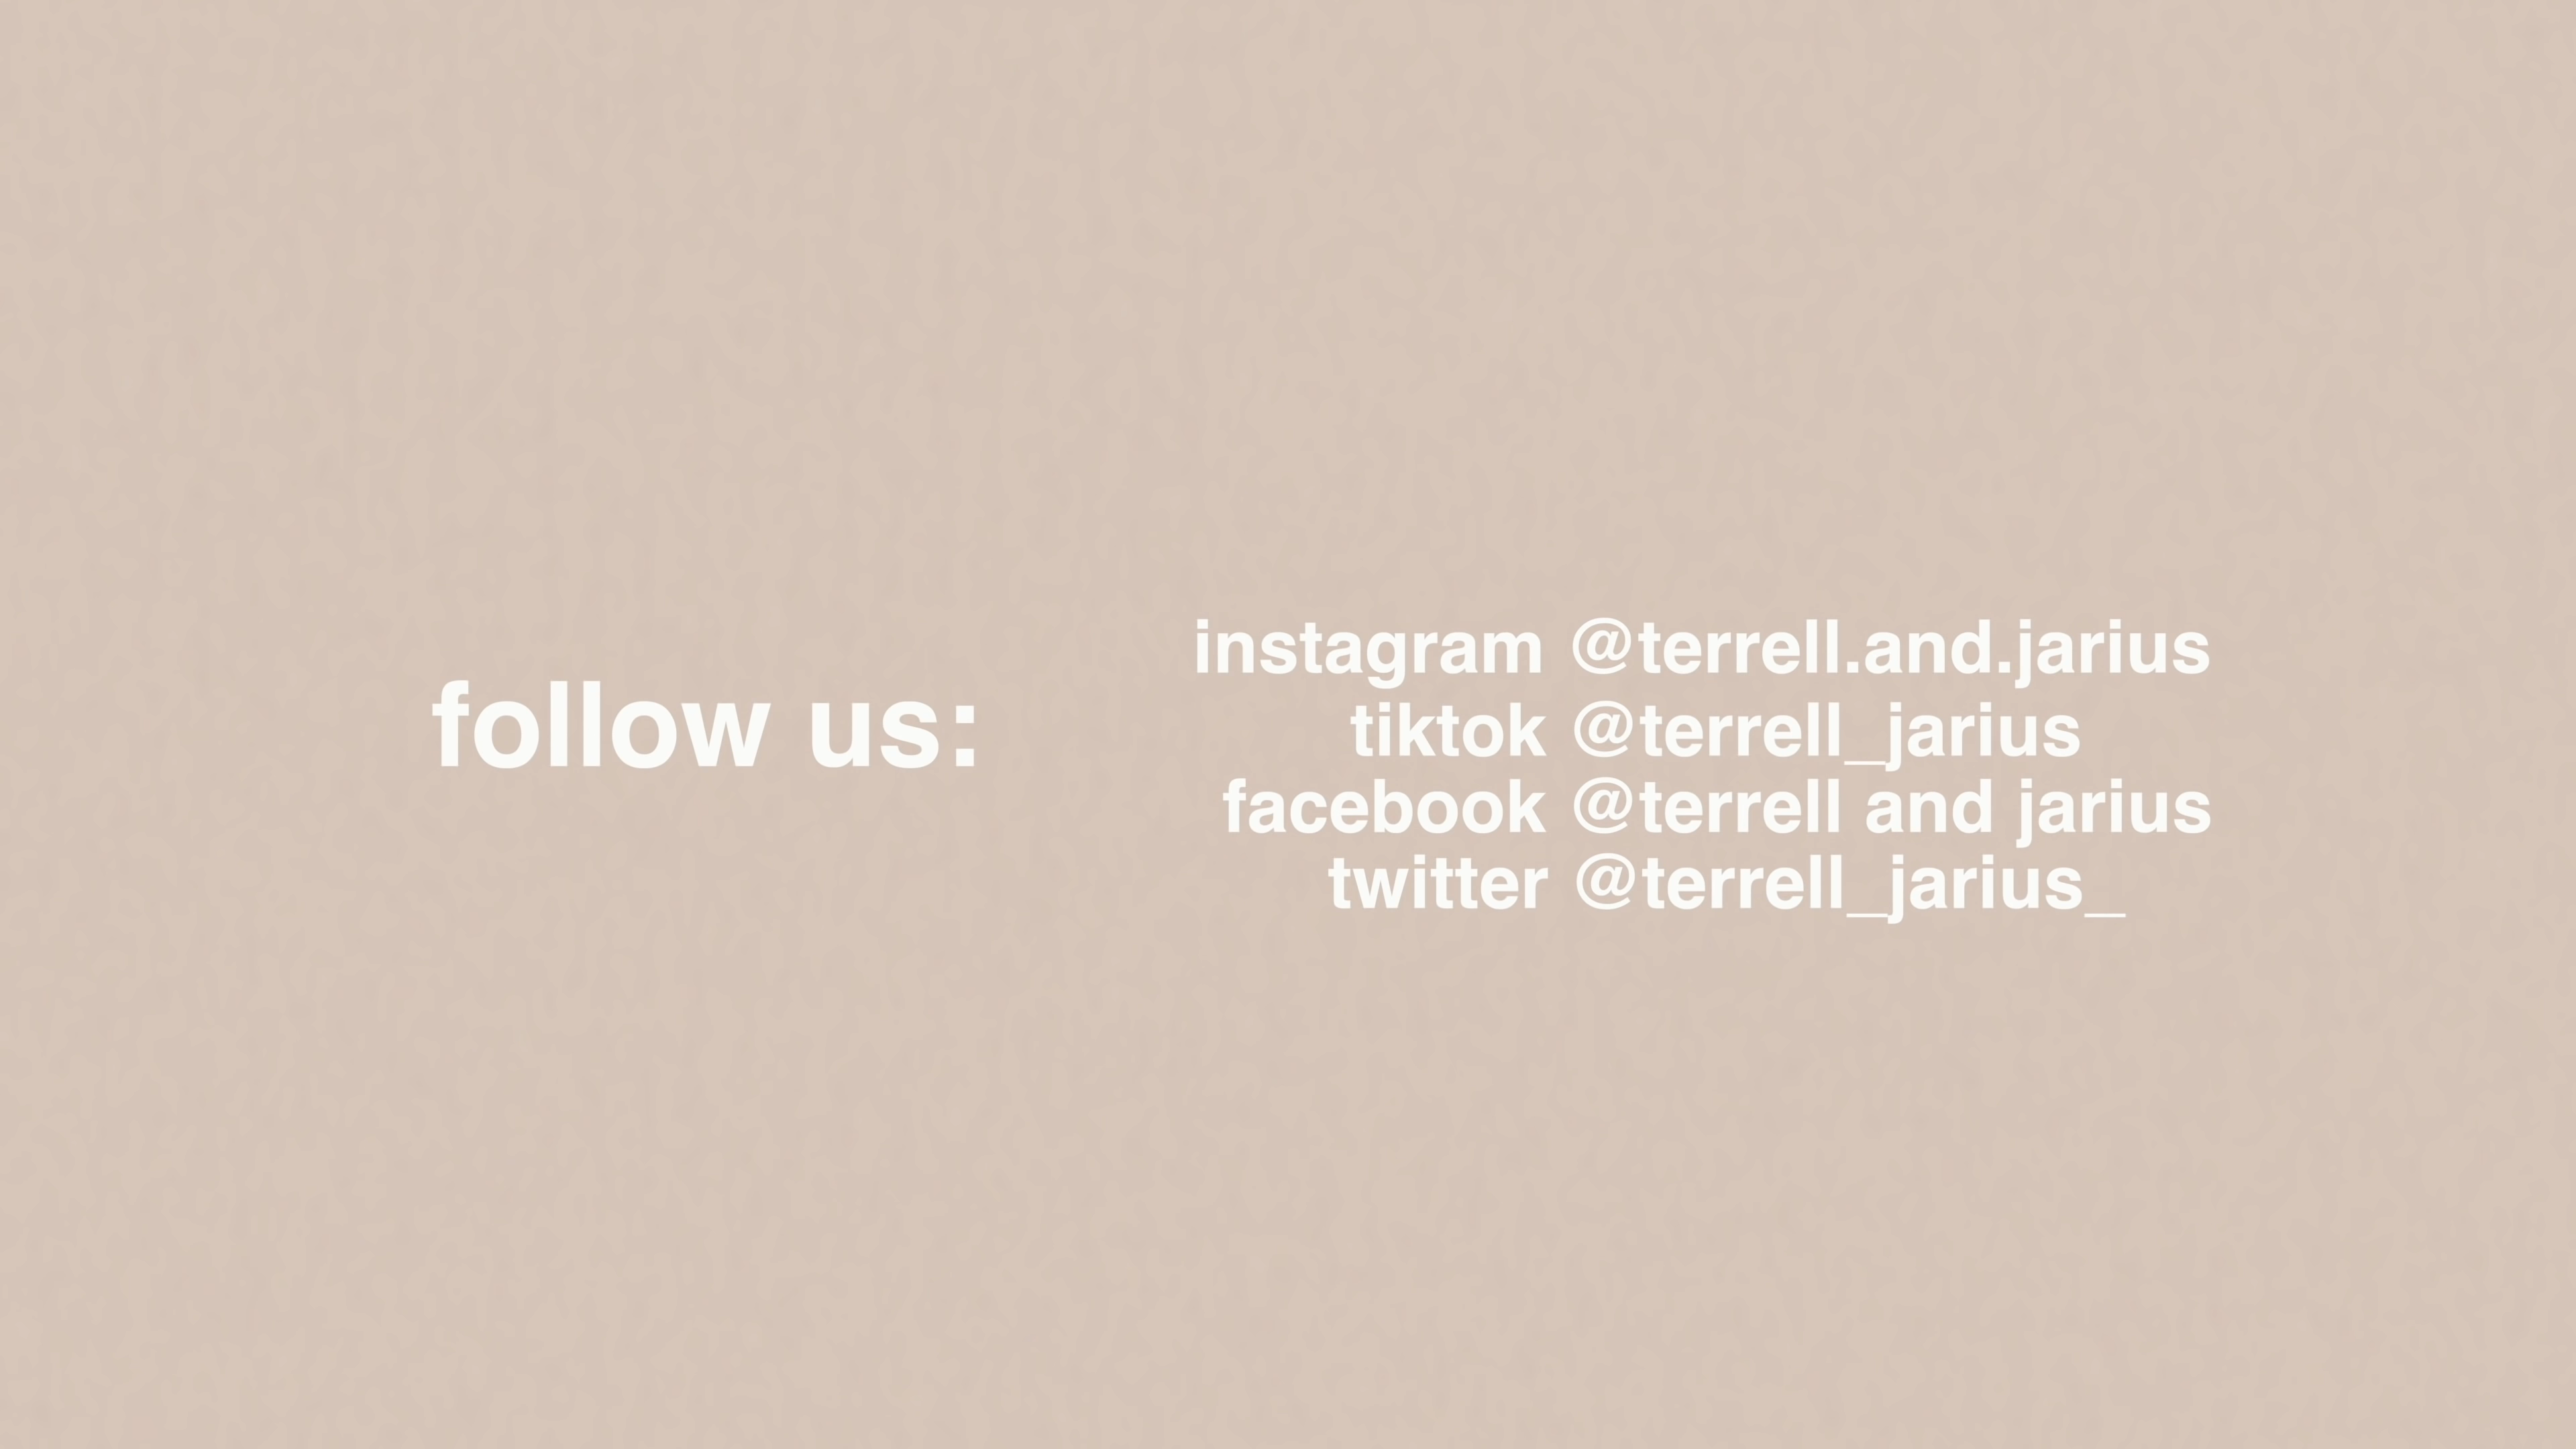 follow us:
instagram @terrell.and.jarius
tiktok @terrell_jarius
facebook @terrell and jarius
twitter @terrell_jarius_